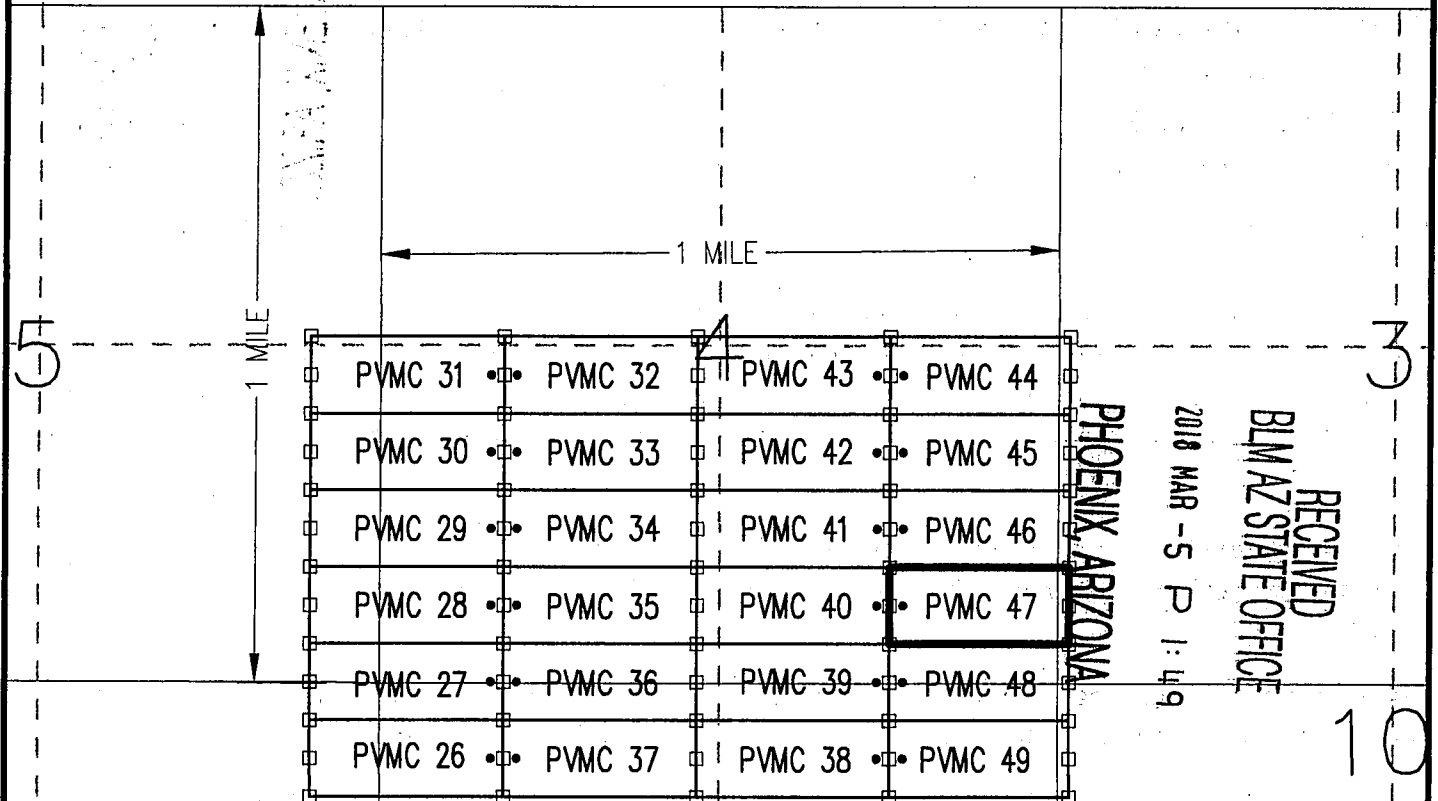 1 MILE
1 MILE
5
4
3
PVMC 31 PVMC 32 PVMC 43 PVMC 44
PVMC 30 PVMC 33 PVMC 42 PVMC 45
PVMC 29 PVMC 34 PVMC 41 PVMC 46
PVMC 28 PVMC 35 PVMC 40 PVMC 47
PVMC 27 PVMC 36 PVMC 39 PVMC 48
PVMC 26 PVMC 37 PVMC 38 PVMC 49
10
RECEIVED
BLM AZ STATE OFFICE
2018 MAR -5 P 1:49
PHOENIX, ARIZONA